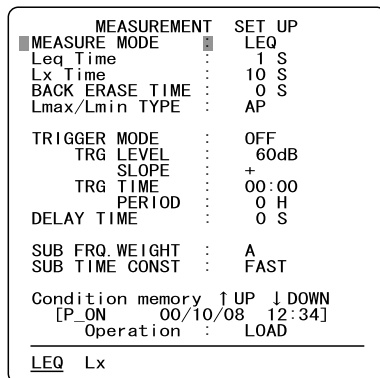 MEASUREMENT SET UP
MEASURE MODE : LEQ
Leq Time : 1 S
Lx Time : 10 S
BACK ERASE TIME : 0 S
Lmax/Lmin TYPE : AP
TRIGGER MODE : OFF
TRG LEVEL : 60dB
SLOPE : +
TRG TIME : 00:00
PERIOD : 0 H
DELAY TIME : 0 S
SUB FRQ.WEIGHT : A
SUB TIME CONST : FAST
Condition memory ↑UP ↓DOWN
[P_ON 00/10/08 12:34]
Operation : LOAD
LEQ Lx